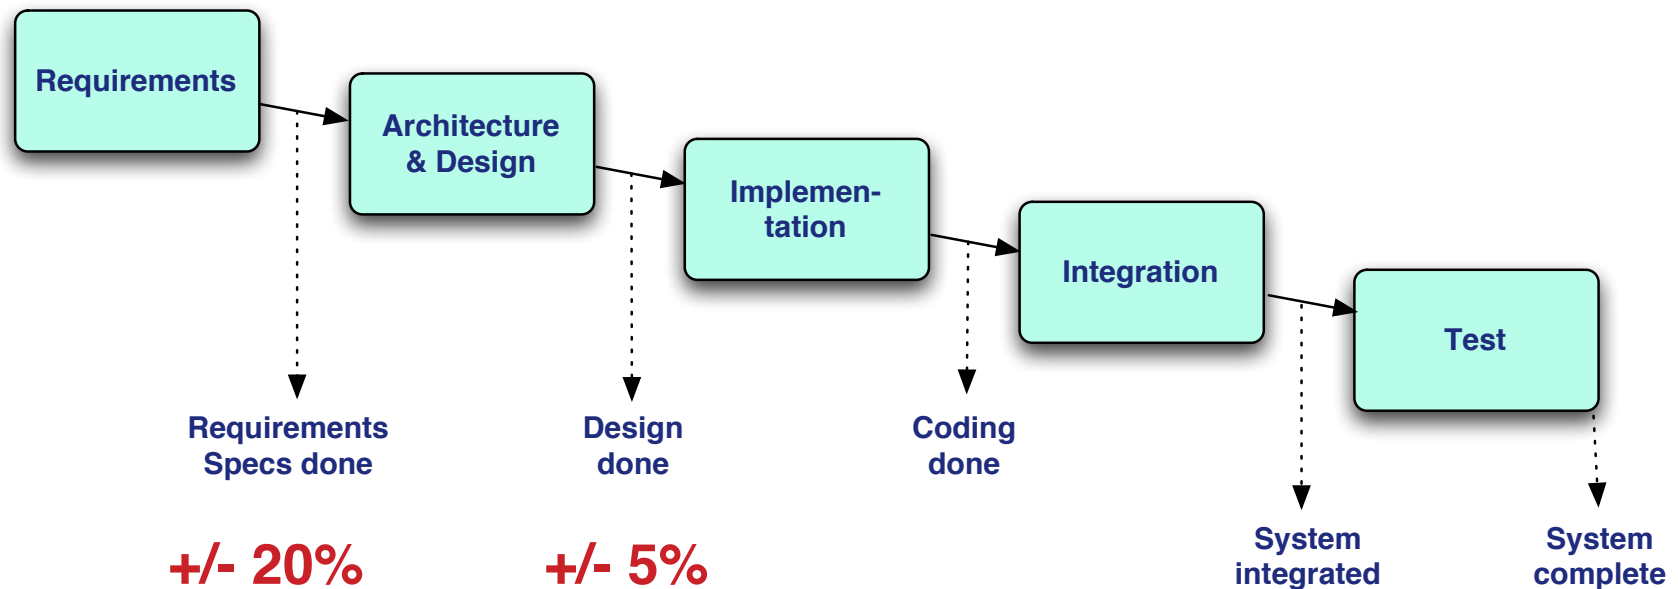 Requirements
Architecture
& Design
Implemen-
tation
Integration
Test
Requirements
Specs done
Design
done
Coding
done
System
integrated
System
complete
+/- 20%
+/- 5%